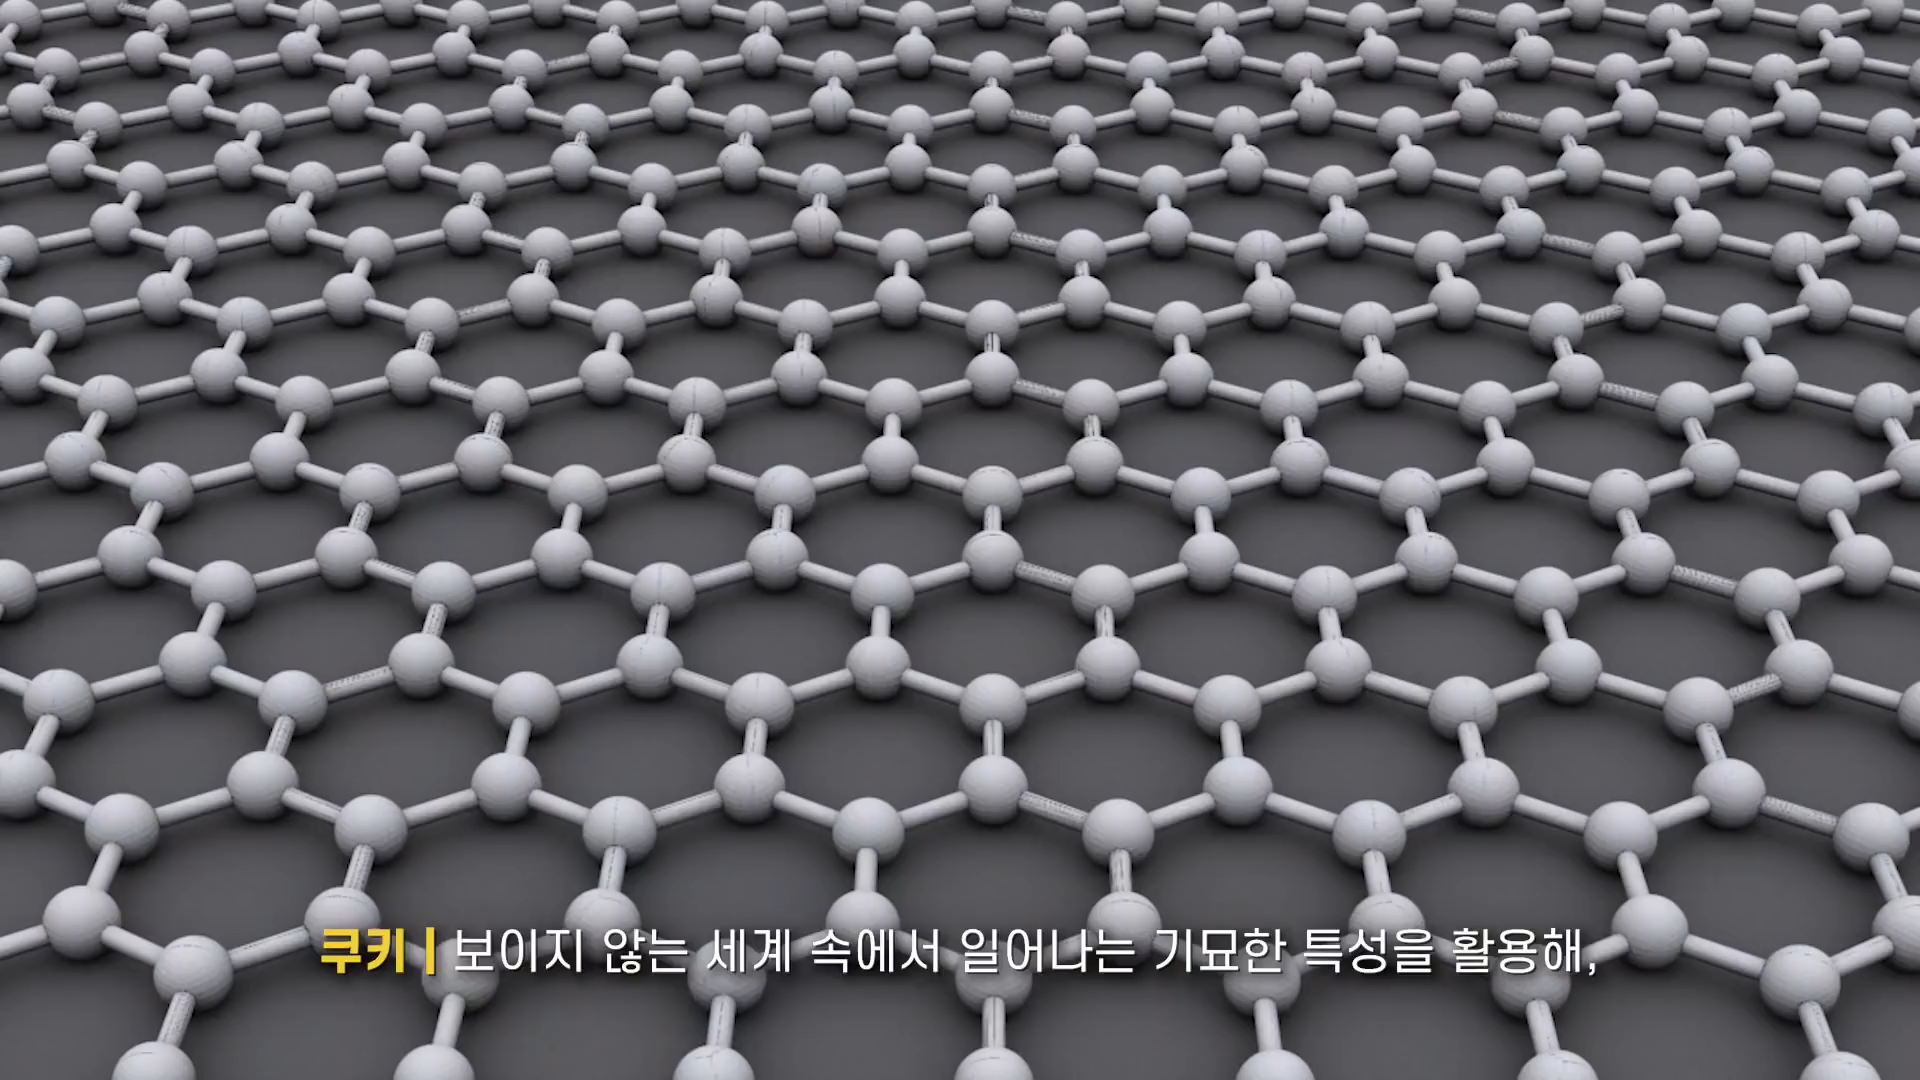 쿠키 | 보이지 않는 세계 속에서 일어나는 기묘한 특성을 활용해,